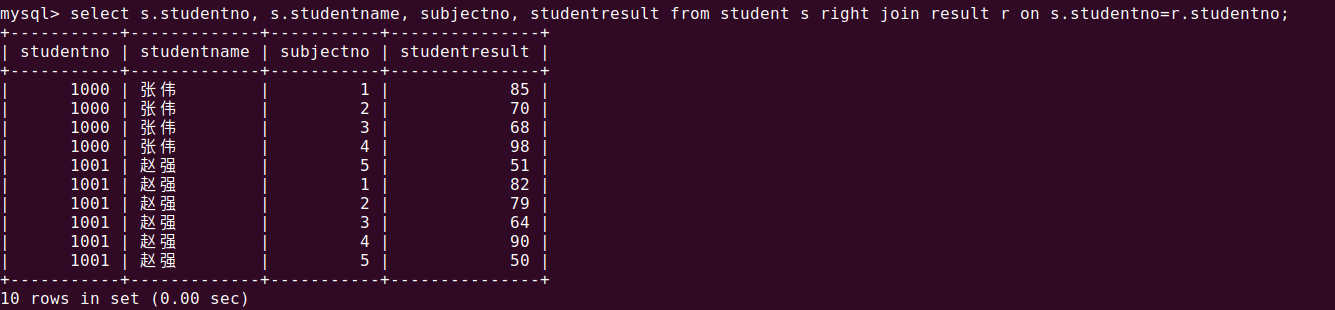 mysql> select s.studentno, s.studentname, subjectno, studentresult from student s right join result r on s.studentno=r.studentno;
+-----------+-------------+-----------+---------------+
| studentno | studentname | subjectno | studentresult |
+-----------+-------------+-----------+---------------+
|      1000 | 张伟        |         1 |            85 |
|      1000 | 张伟        |         2 |            70 |
|      1000 | 张伟        |         3 |            68 |
|      1000 | 张伟        |         4 |            98 |
|      1001 | 赵强        |         5 |            51 |
|      1001 | 赵强        |         1 |            82 |
|      1001 | 赵强        |         2 |            79 |
|      1001 | 赵强        |         3 |            64 |
|      1001 | 赵强        |         4 |            90 |
|      1001 | 赵强        |         5 |            50 |
+-----------+-------------+-----------+---------------+
10 rows in set (0.00 sec)